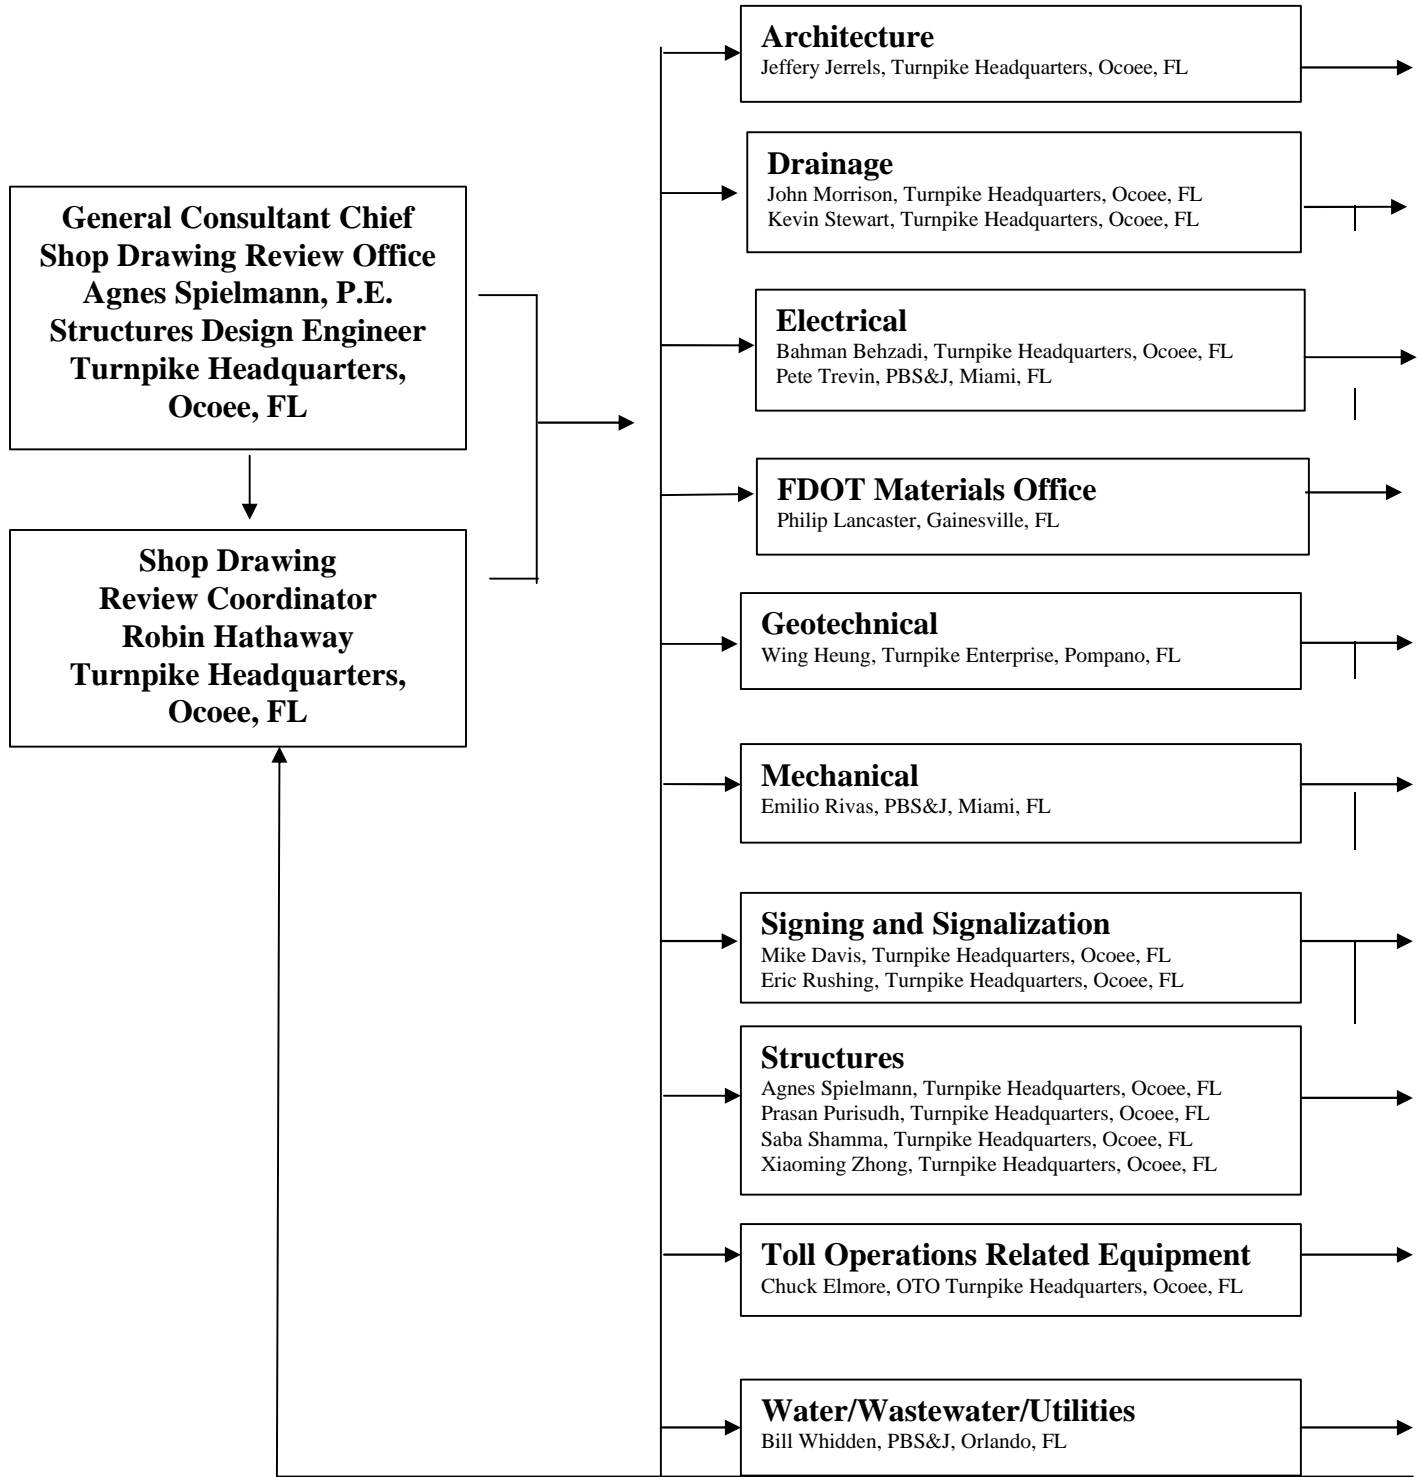 General Consultant Chief
Shop Drawing Review Office
Agnes Spielmann, P.E.
Structures Design Engineer
Turnpike Headquarters,
Ocoee, FL
Shop Drawing
Review Coordinator
Robin Hathaway
Turnpike Headquarters,
Ocoee, FL
Architecture
Jeffery Jerrels, Turnpike Headquarters, Ocoee, FL
Drainage
John Morrison, Turnpike Headquarters, Ocoee, FL
Kevin Stewart, Turnpike Headquarters, Ocoee, FL
Electrical
Bahman Behzadi, Turnpike Headquarters, Ocoee, FL
Pete Trevin, PBS&J, Miami, FL
FDOT Materials Office
Philip Lancaster, Gainesville, FL
Geotechnical
Wing Heung, Turnpike Enterprise, Pompano, FL
Mechanical
Emilio Rivas, PBS&J, Miami, FL
Signing and Signalization
Mike Davis, Turnpike Headquarters, Ocoee, FL
Eric Rushing, Turnpike Headquarters, Ocoee, FL
Structures
Agnes Spielmann, Turnpike Headquarters, Ocoee, FL
Prasan Purisudh, Turnpike Headquarters, Ocoee, FL
Saba Shamma, Turnpike Headquarters, Ocoee, FL
Xiaoming Zhong, Turnpike Headquarters, Ocoee, FL
Toll Operations Related Equipment
Chuck Elmore, OTO Turnpike Headquarters, Ocoee, FL
Water/Wastewater/Utilities
Bill Whidden, PBS&J, Orlando, FL